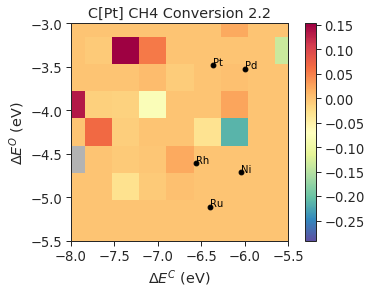 C[Pt] CH4 Conversion 2.2
ΔE^O (eV)
−3.0
−3.5
−4.0
−4.5
−5.0
−5.5
Pt
Pd
Rh
Ni
Ru
−8.0 −7.5 −7.0 −6.5 −6.0 −5.5
ΔE^C (eV)
0.15
0.10
0.05
0.00
−0.05
−0.10
−0.15
−0.20
−0.25